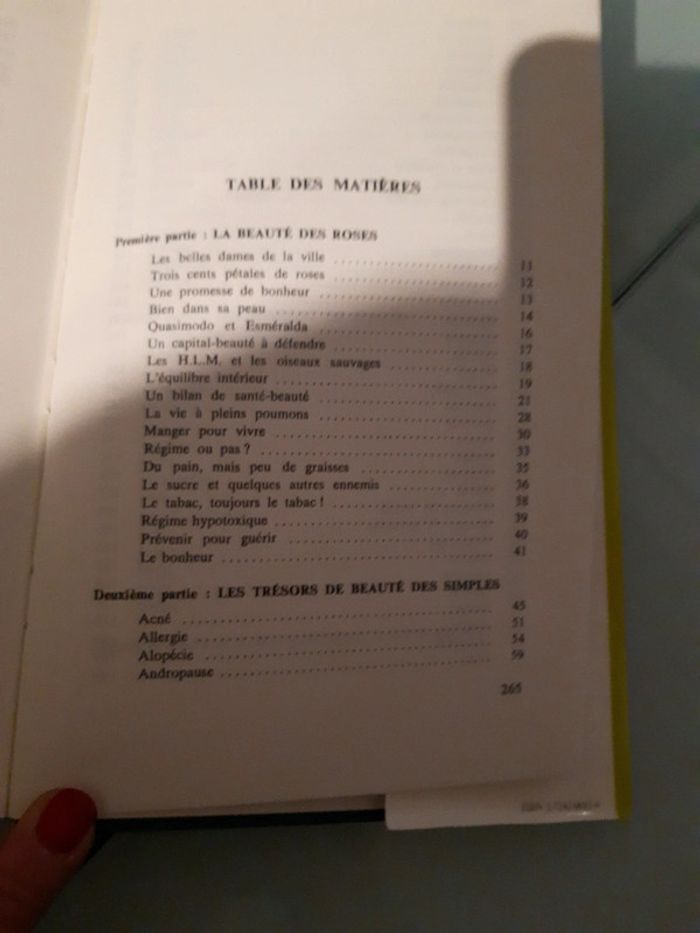 TABLE DES MATIÈRES
Première partie : LA BEAUTÉ DES ROSES
Les belles dames de la ville ........................ 11
Trois cents pétales de roses ........................ 12
Une promesse de bonheur ........................ 13
Bien dans sa peau ........................ 14
Quasimodo et Esméralda ........................ 16
Un capital-beauté à défendre ........................ 17
Les H.L.M. et les oiseaux sauvages ........................ 18
L'équilibre intérieur ........................ 19
Un bilan de santé-beauté ........................ 21
La vie à pleins poumons ........................ 28
Manger pour vivre ........................ 30
Régime ou pas ? ........................ 33
Du pain, mais peu de graisses ........................ 35
Le sucre et quelques autres ennemis ........................ 36
Le tabac, toujours le tabac ! ........................ 38
Régime hypotoxique ........................ 39
Prévenir pour guérir ........................ 40
Le bonheur ........................ 41
Deuxième partie : LES TRÉSORS DE BEAUTÉ DES SIMPLES
Acné ........................ 45
Allergie ........................ 51
Alopécie ........................ 54
Andropause ........................ 59
265
ISBN